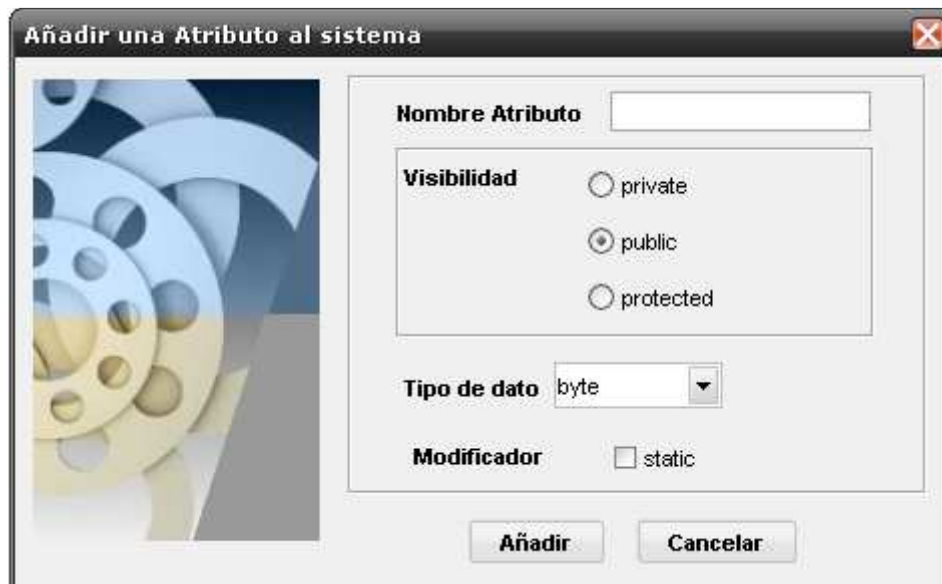 Añadir una Atributo al sistema
Nombre Atributo
Visibilidad
private
public
protected
Tipo de dato byte
Modificador static
Añadir Cancelar